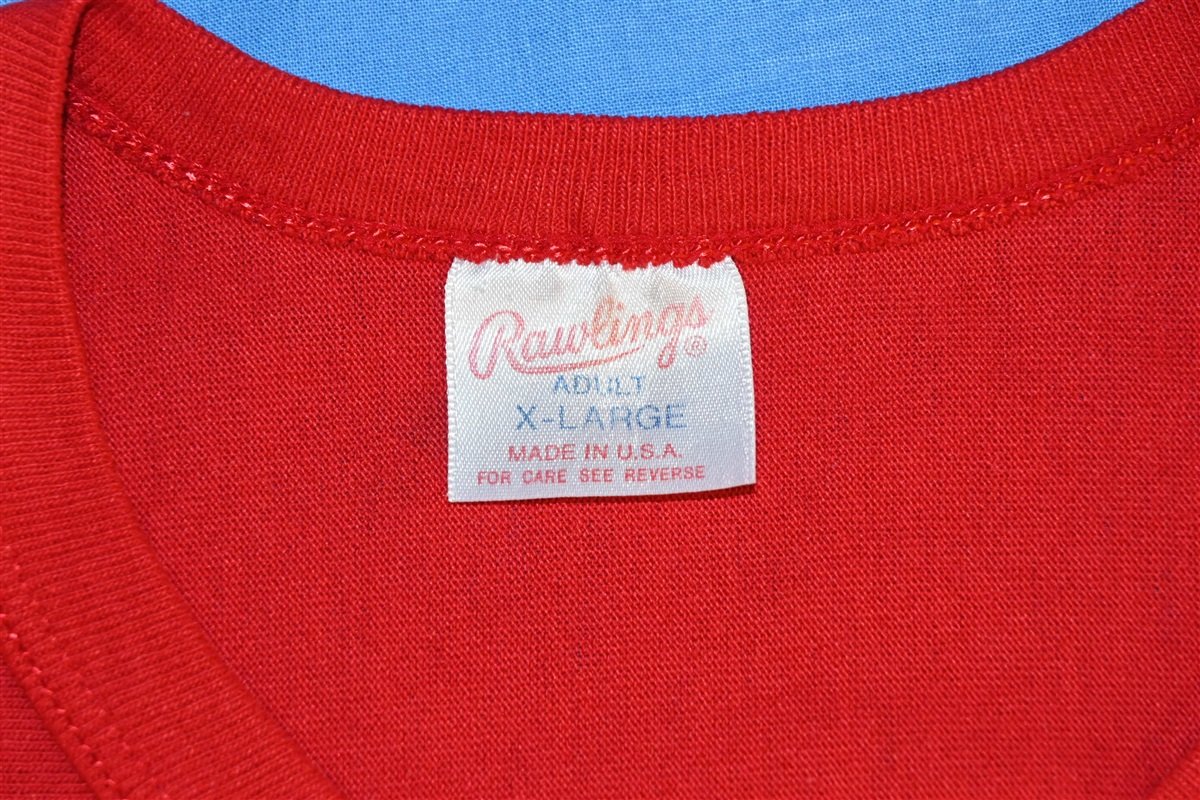 Rawlings®
ADULT
X-LARGE
MADE IN U.S.A.
FOR CARE SEE REVERSE